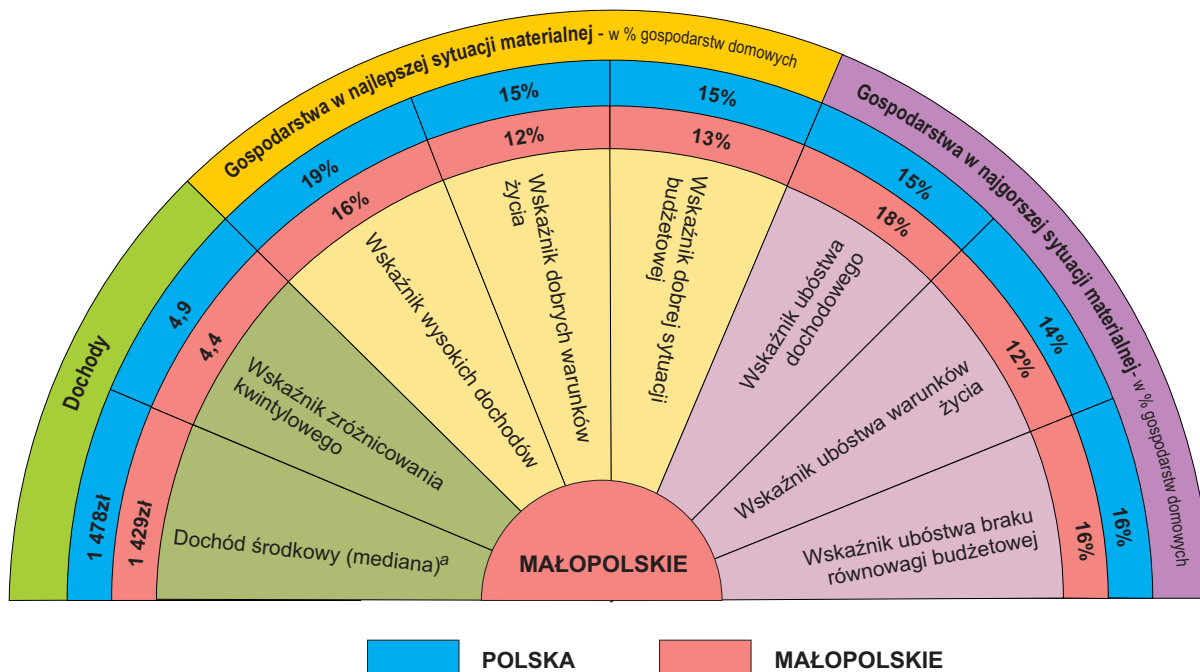 Dochody
Gospodarstwa w najlepszej sytuacji materialnej - w % gospodarstw domowych
Gospodarstwa w najgorszej sytuacji materialnej- w % gospodarstw domowych
1 478zł
4,9
19%
15%
15%
15%
14%
16%
1 429zł
4,4
16%
12%
13%
18%
12%
16%
Dochód środkowy (mediana)ª
Wskaźnik zróżnicowania
kwintylowego
Wskaźnik wysokich dochodów
Wskaźnik dobrych warunków
życia
Wskaźnik dobrej sytuacji
budżetowej
Wskaźnik ubóstwa
dochodowego
Wskaźnik ubóstwa warunków
życia
Wskaźnik ubóstwa braku
równowagi budżetowej
MAŁOPOLSKIE
POLSKA
MAŁOPOLSKIE